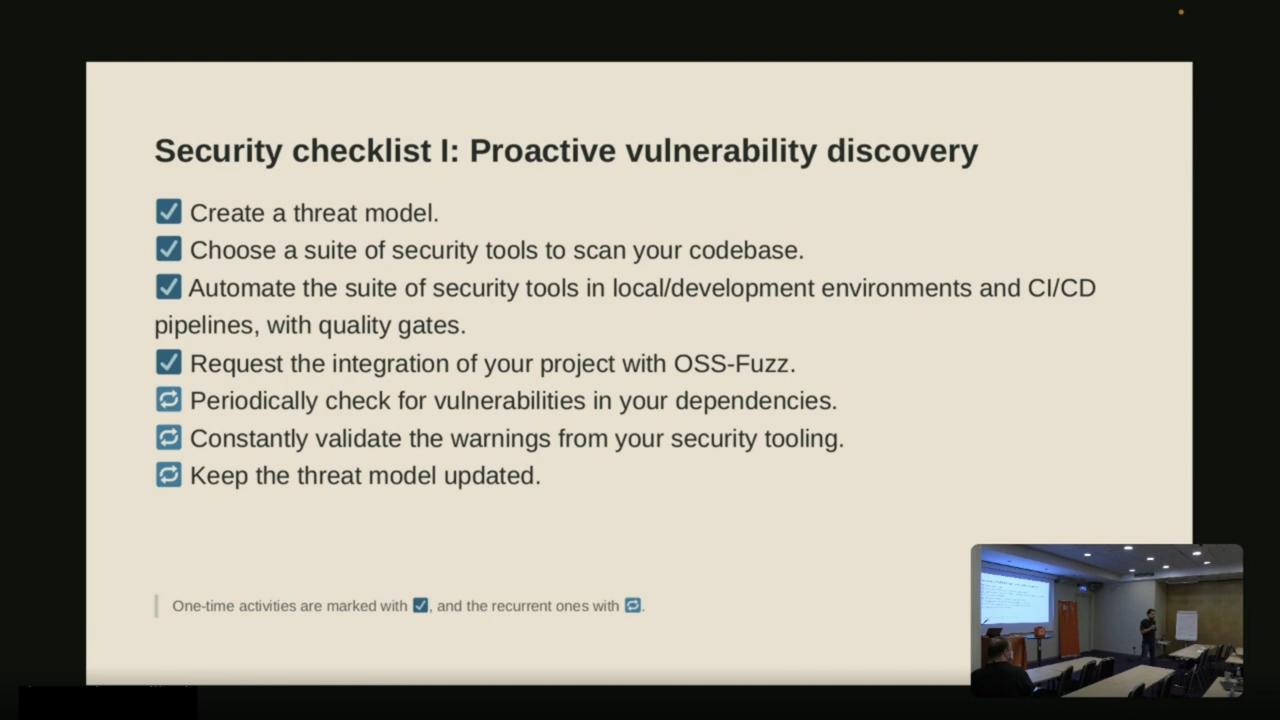 Security checklist I: Proactive vulnerability discovery
☑ Create a threat model.
☑ Choose a suite of security tools to scan your codebase.
☑ Automate the suite of security tools in local/development environments and CI/CD
pipelines, with quality gates.
☑ Request the integration of your project with OSS-Fuzz.
🔁 Periodically check for vulnerabilities in your dependencies.
🔁 Constantly validate the warnings from your security tooling.
🔁 Keep the threat model updated.
One-time activities are marked with ☑, and the recurrent ones with 🔁.